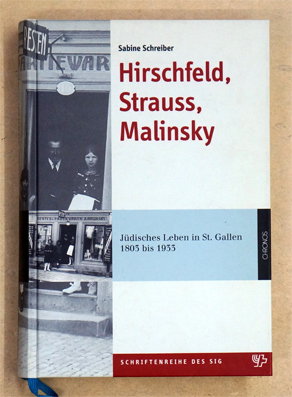 Sabine Schreiber
Hirschfeld,
Strauss,
Malinsky
Jüdisches Leben in St. Gallen
1803 bis 1933
CHRONOS
SCHRIFTENREIHE DES SIG